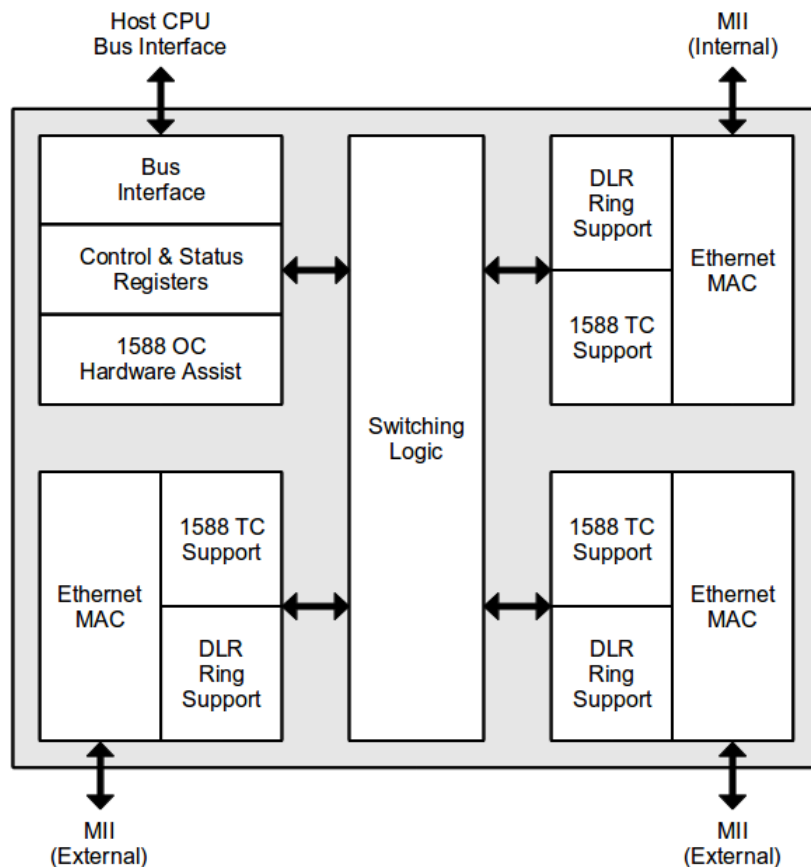 Host CPU
Bus Interface
MII
(Internal)
Bus
Interface
Control & Status
Registers
1588 OC
Hardware Assist
Switching
Logic
DLR
Ring
Support
1588 TC
Support
Ethernet
MAC
Ethernet
MAC
1588 TC
Support
DLR
Ring
Support
1588 TC
Support
DLR
Ring
Support
Ethernet
MAC
MII
(External)
MII
(External)